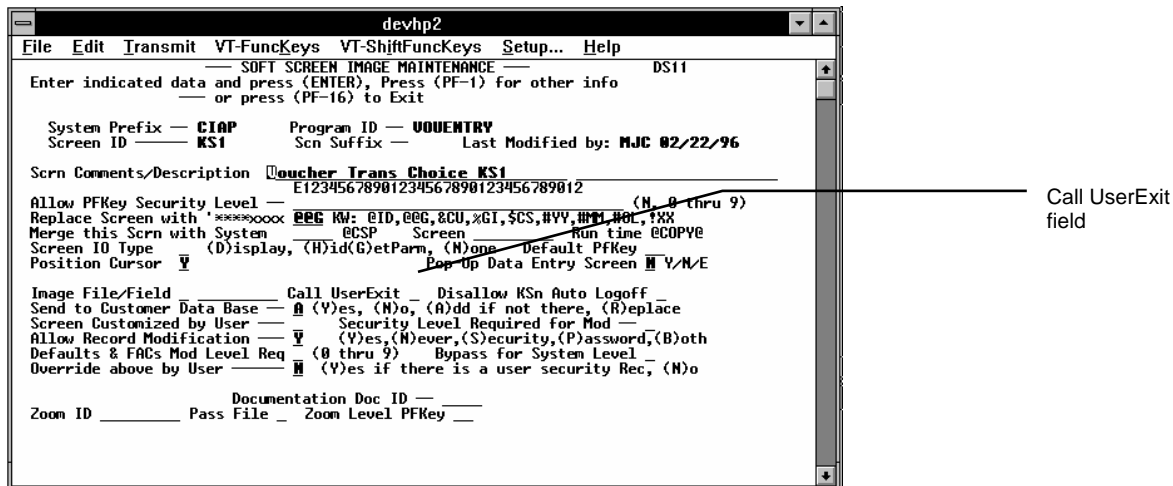 devhp2
File Edit Transmit VT-FuncKeys VT-ShiftFuncKeys Setup... Help
—— SOFT SCREEN IMAGE MAINTENANCE —— DS11
Enter indicated data and press (ENTER), Press (PF-1) for other info
—— or press (PF-16) to Exit
System Prefix — CIAP Program ID — VOUENTRY
Screen ID —— KS1 Scn Suffix — Last Modified by: MJC 02/22/96
Scrn Comments/Description Voucher Trans Choice KS1
E12345678901234567890123456789012
Allow PFKey Security Level — (N, 0 thru 9)
Replace Screen with '****xxxx @@G KW: @ID,@@G,&CU,%GI,$CS,#YY,#MM,#OL,!XX
Merge this Scrn with System ____ @CSP Screen ________ Run time @COPY@
Screen IO Type _ (D)isplay, (H)id(G)etParm, (N)one Default PfKey __
Position Cursor Y Pop Up Data Entry Screen N Y/N/E
Call UserExit
field
Image File/Field _ ________ Call UserExit _ Disallow KSn Auto Logoff _
Send to Customer Data Base — A (Y)es, (N)o, (A)dd if not there, (R)eplace
Screen Customized by User —— _ Security Level Required for Mod — _
Allow Record Modification —— Y (Y)es,(N)ever,(S)ecurity,(P)assword,(B)oth
Defaults & FACs Mod Level Req _ (0 thru 9) Bypass for System Level _
Override above by User —— N (Y)es if there is a user security Rec, (N)o
Documentation Doc ID — ____
Zoom ID ________ Pass File _ Zoom Level PFKey __